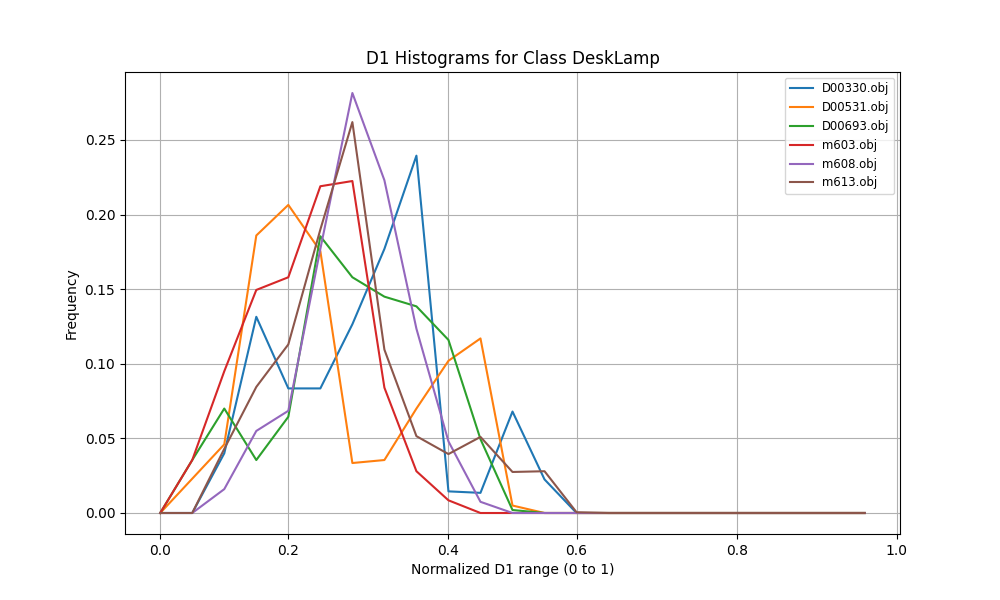 D1 Histograms for Class DeskLamp
D00330.obj
D00531.obj
D00693.obj
m603.obj
m608.obj
m613.obj
Frequency
0.25
0.20
0.15
0.10
0.05
0.00
0.0 0.2 0.4 0.6 0.8 1.0
Normalized D1 range (0 to 1)